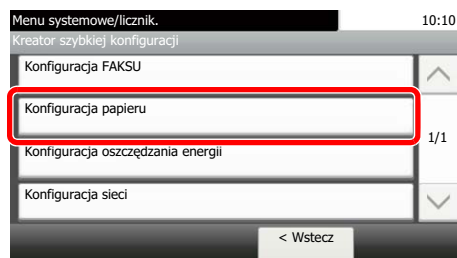 Menu systemowe/licznik.
10:10
Kreator szybkiej konfiguracji
Konfiguracja FAKSU
Konfiguracja papieru
1/1
Konfiguracja oszczędzania energii
Konfiguracja sieci
< Wstecz